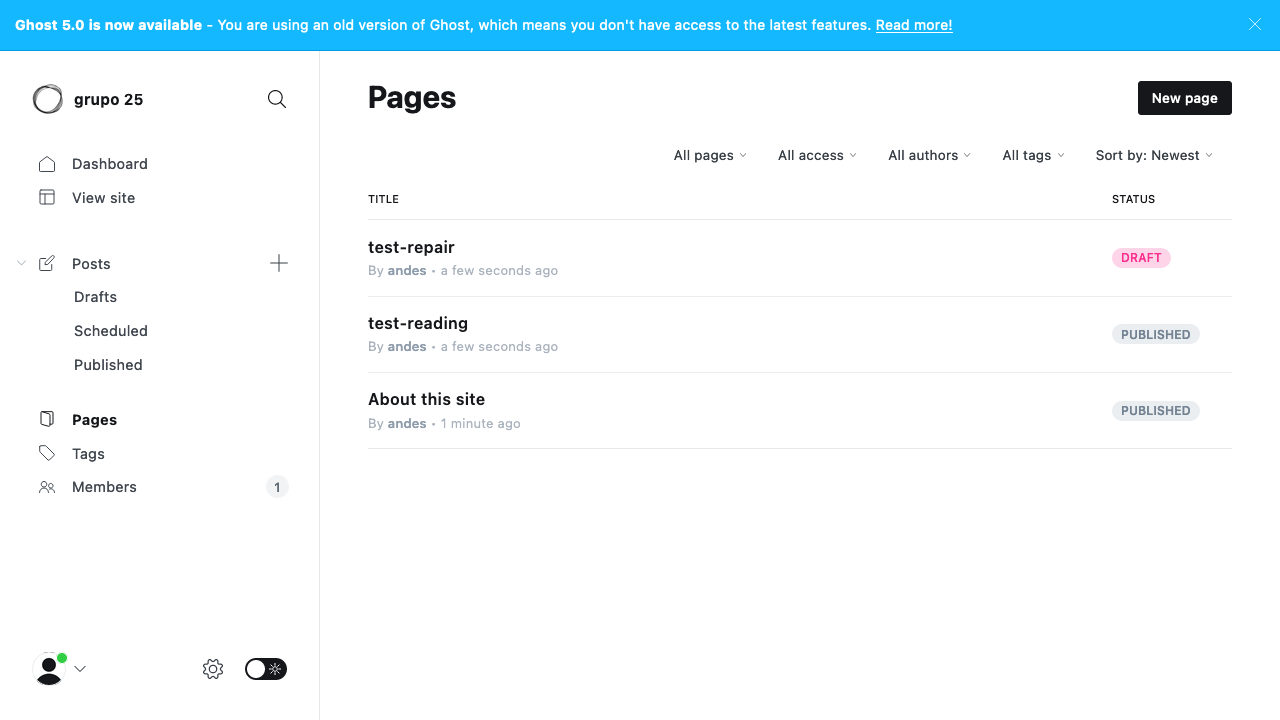 Ghost 5.0 is now available - You are using an old version of Ghost, which means you don't have access to the latest features. Read more!
grupo 25
Dashboard
View site
Posts
Drafts
Scheduled
Published
Pages
Tags
Members
1
Pages
New page
All pages
All access
All authors
All tags
Sort by: Newest
TITLE
STATUS
test-repair
By andes • a few seconds ago
DRAFT
test-reading
By andes • a few seconds ago
PUBLISHED
About this site
By andes • 1 minute ago
PUBLISHED